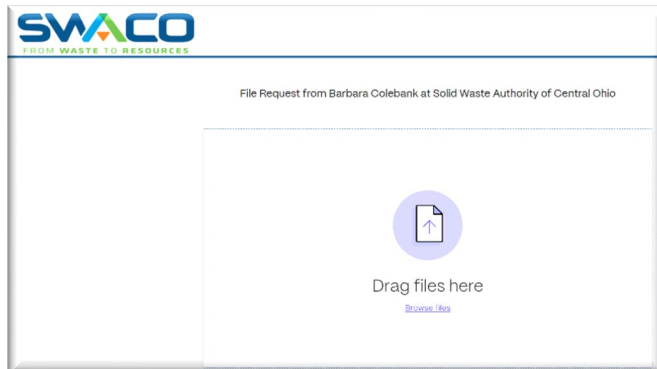 SWACO
FROM WASTE TO RESOURCES
File Request from Barbara Colebank at Solid Waste Authority of Central Ohio
Drag files here
Browse files